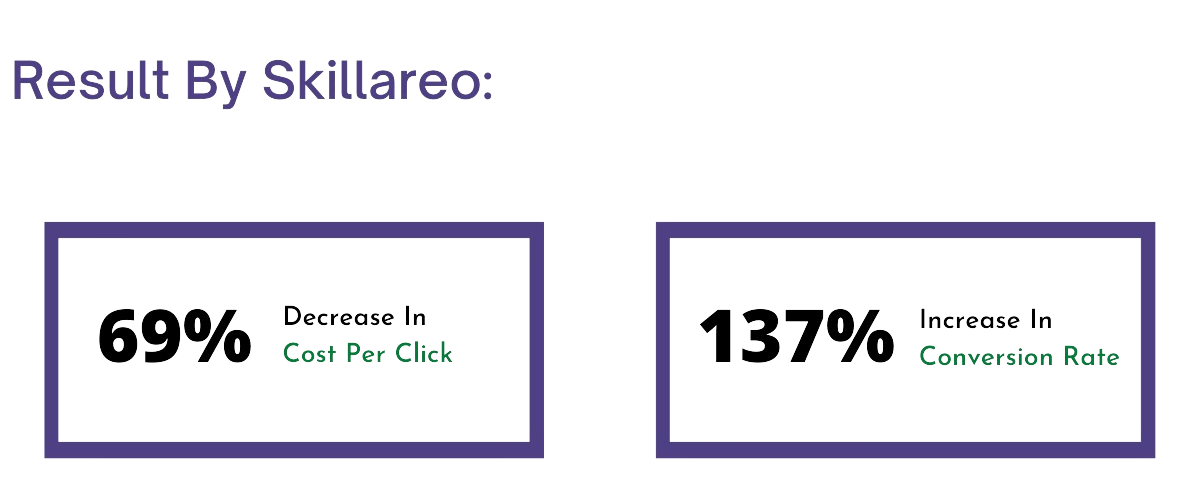 Result By Skillareo:
69%
Decrease In
Cost Per Click
137%
Increase In
Conversion Rate